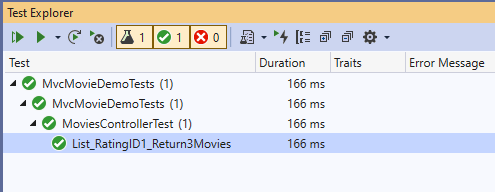 Test Explorer
1 1 0
Test Duration Traits Error Message
MvcMovieDemoTests (1) 166 ms
MvcMovieDemoTests (1) 166 ms
MoviesControllerTest (1) 166 ms
List_RatingID1_Return3Movies 166 ms